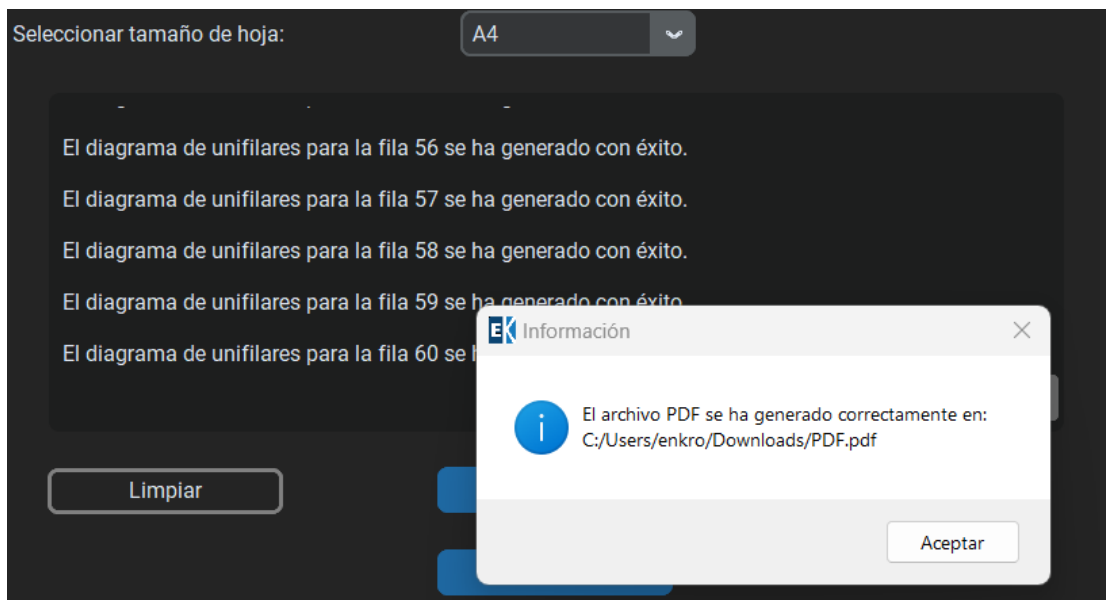 Seleccionar tamaño de hoja:
A4
El diagrama de unifilares para la fila 56 se ha generado con éxito.
El diagrama de unifilares para la fila 57 se ha generado con éxito.
El diagrama de unifilares para la fila 58 se ha generado con éxito.
El diagrama de unifilares para la fila 59 se ha generado con éxito
El diagrama de unifilares para la fila 60 se
EK Información
El archivo PDF se ha generado correctamente en:
C:/Users/enkro/Downloads/PDF.pdf
Limpiar
Aceptar